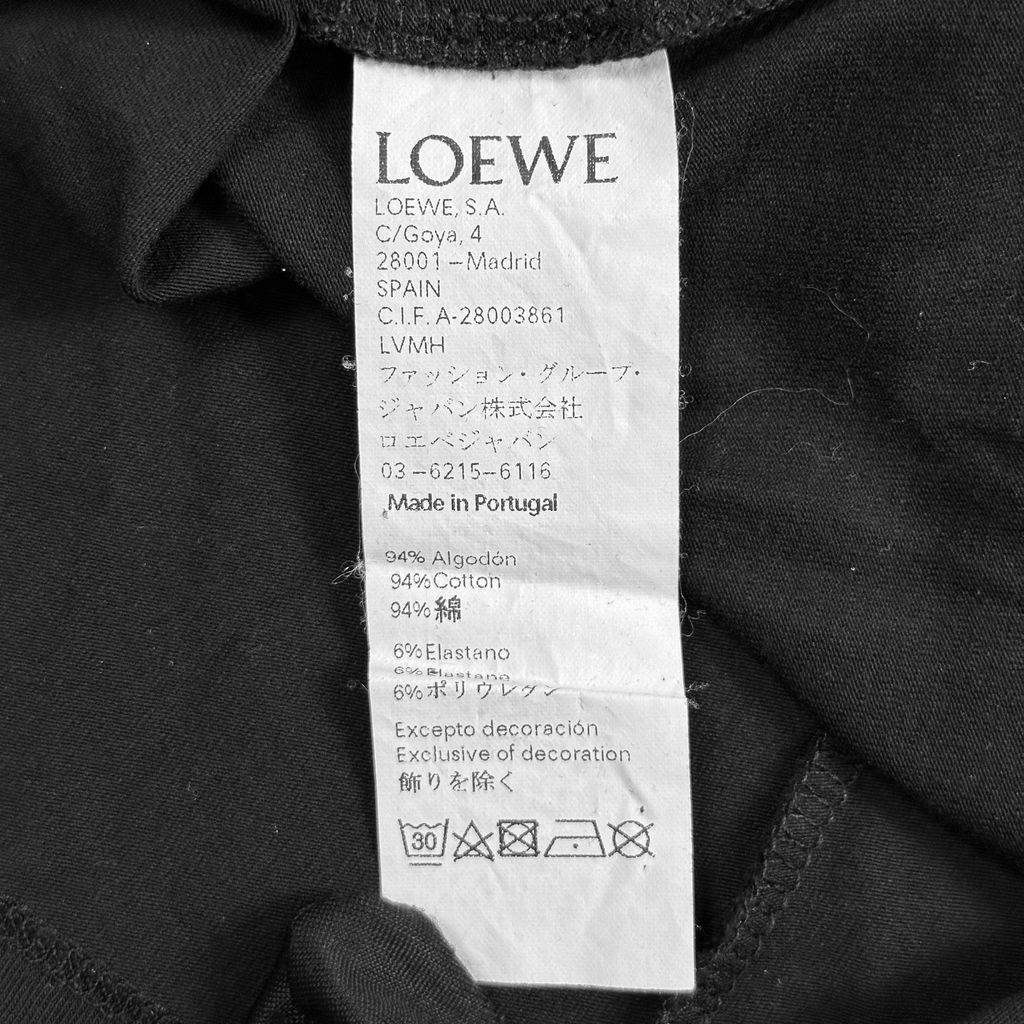 LOEWE
LOEWE, S.A.
C/Goya, 4
28001 – Madrid
SPAIN
C.I.F. A-28003861
LVMH
ファッション・グループ・
ジャパン株式会社
ロエベジャパン
03–6215–6116
Made in Portugal
94% Algodón
94% Cotton
94% 綿
6% Elastano
6% Elastano
6% ポリウレタン
Excepto decoración
Exclusive of decoration
飾りを除く
30